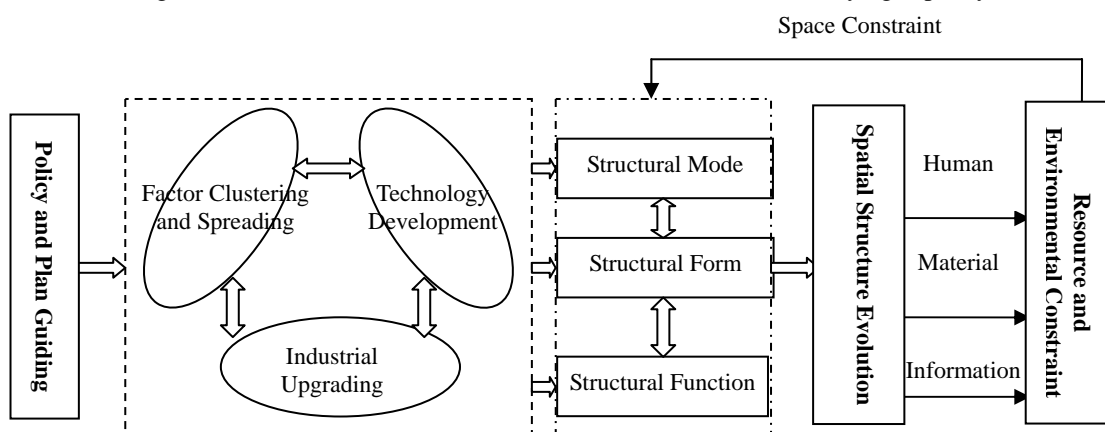 Space Constraint
Policy and Plan Guiding
Factor Clustering
and Spreading
Technology
Development
Industrial
Upgrading
Structural Mode
Structural Form
Structural Function
Spatial Structure Evolution
Human
Material
Information
Resource and
Environmental Constraint